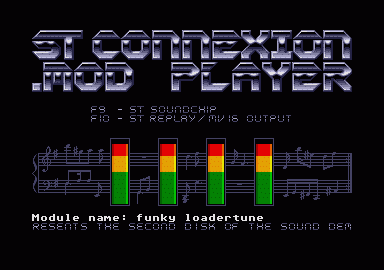 ST CONNEXION
.MOD PLAYER
F9 - ST SOUNDCHIP
F10 - ST REPLAY/MV16 OUTPUT
Module name: funky loadertune
RESENTS THE SECOND DISK OF THE SOUND DEM